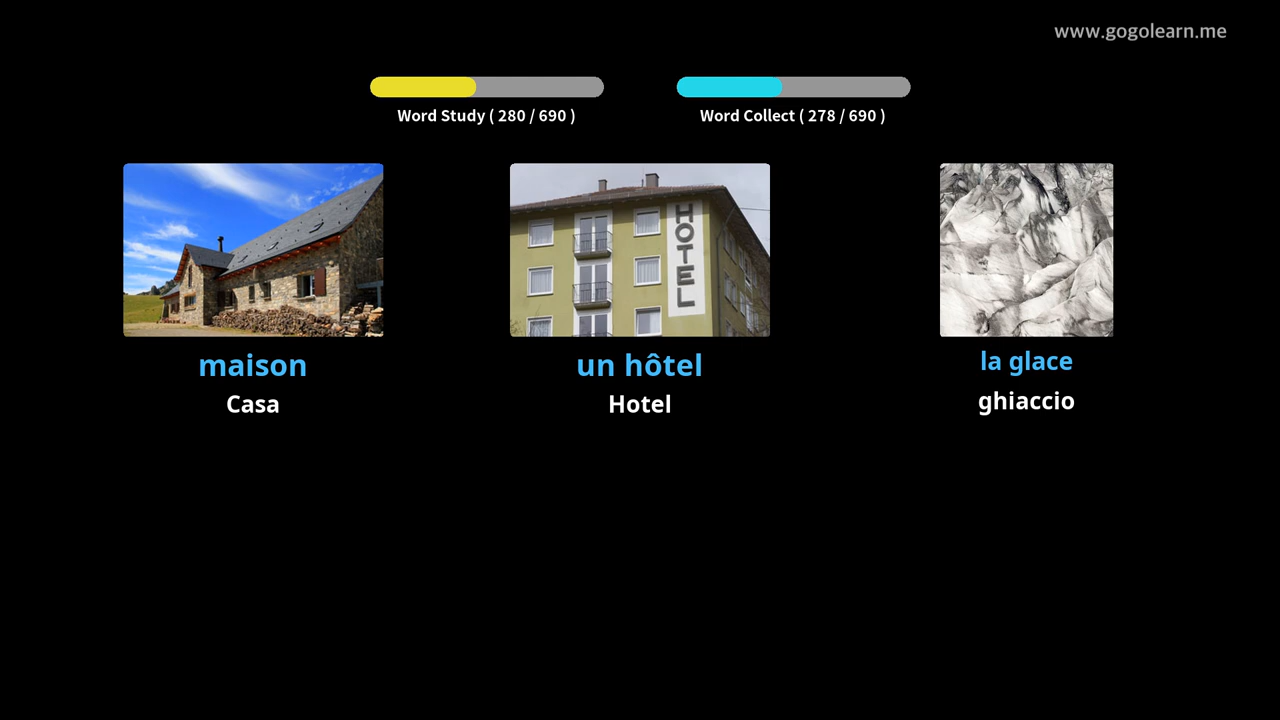 www.gogolearn.me
Word Study ( 280 / 690 )
Word Collect ( 278 / 690 )
HOTEL
maison
un hôtel
la glace
Casa
Hotel
ghiaccio